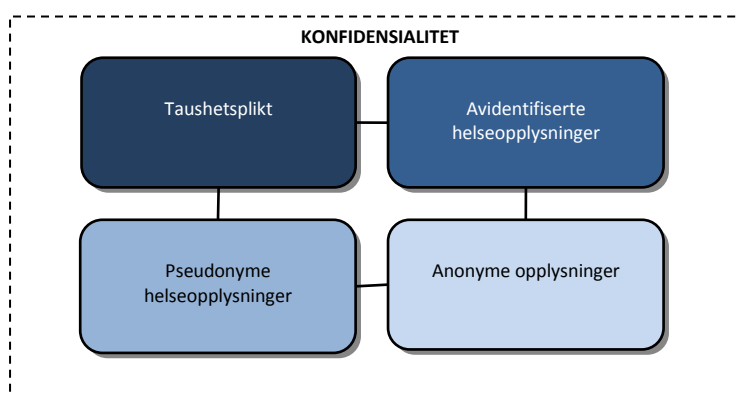 KONFIDENSIALITET
Taushetsplikt
Avidentifiserte
helseopplysninger
Pseudonyme
helseopplysninger
Anonyme opplysninger